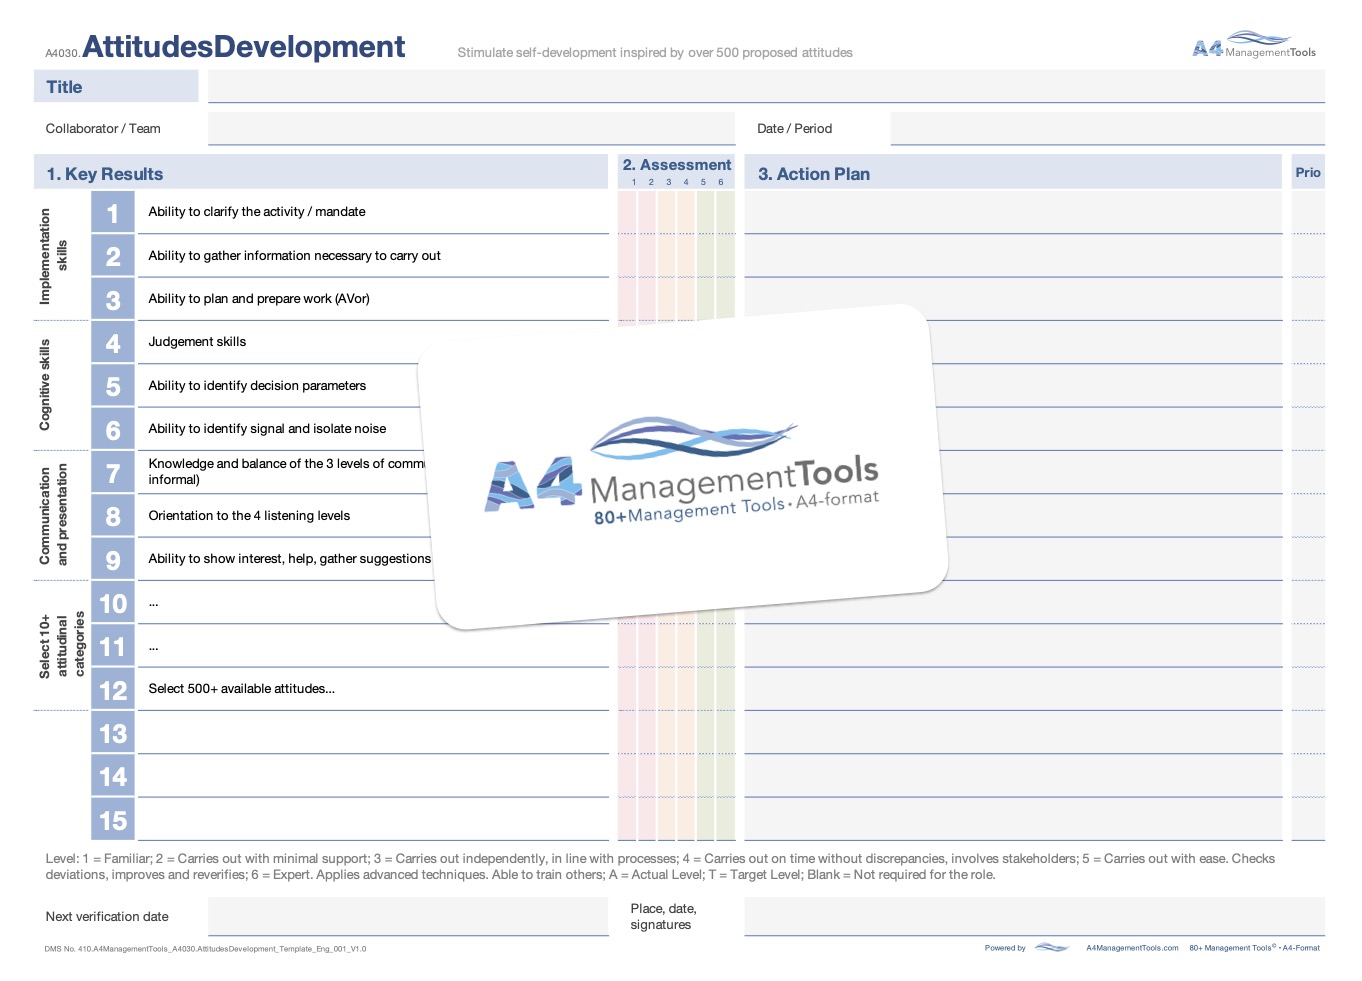 A4030.AttitudesDevelopment
Stimulate self-development inspired by over 500 proposed attitudes
A4 ManagementTools
Title
Collaborator / Team
Date / Period
1. Key Results
2. Assessment
1 2 3 4 5 6
3. Action Plan
Prio
Implementation
skills
1 Ability to clarify the activity / mandate
2 Ability to gather information necessary to carry out
3 Ability to plan and prepare work (AVor)
Cognitive skills
4 Judgement skills
5 Ability to identify decision parameters
6 Ability to identify signal and isolate noise
Communication
and presentation
7 Knowledge and balance of the 3 levels of
informal)
8 Orientation to the 4 listening levels
9 Ability to show interest, help, gather suggestions
Select 10+
attitudinal
categories
10 ...
11 ...
12 Select 500+ available attitudes...
13
14
15
A4 ManagementTools
80+Management Tools • A4-format
Level: 1 = Familiar; 2 = Carries out with minimal support; 3 = Carries out independently, in line with processes; 4 = Carries out on time without discrepancies, involves stakeholders; 5 = Carries out with ease. Checks
deviations, improves and reverifies; 6 = Expert. Applies advanced techniques. Able to train others; A = Actual Level; T = Target Level; Blank = Not required for the role.
Next verification date
Place, date,
signatures
DMS No. 410.A4ManagementTools_A4030.AttitudesDevelopment_Template_Eng_001_V1.0
Powered by
A4ManagementTools.com
80+ Management Tools© • A4-Format